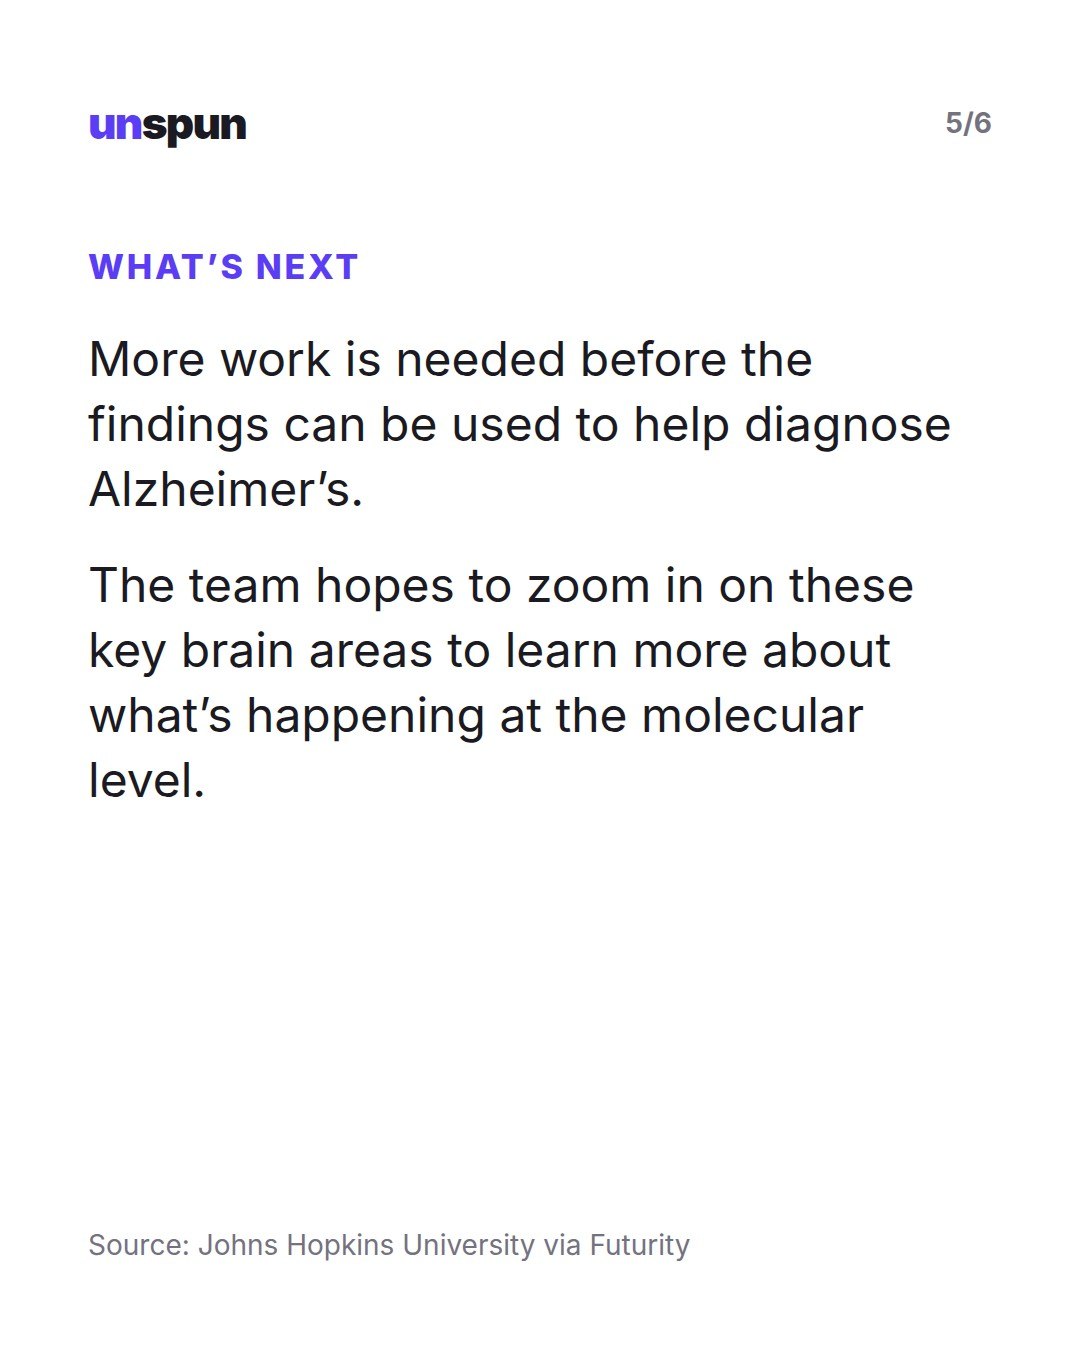 unspun
5/6
WHAT’S NEXT
More work is needed before the
findings can be used to help diagnose
Alzheimer’s.
The team hopes to zoom in on these
key brain areas to learn more about
what’s happening at the molecular
level.
Source: Johns Hopkins University via Futurity